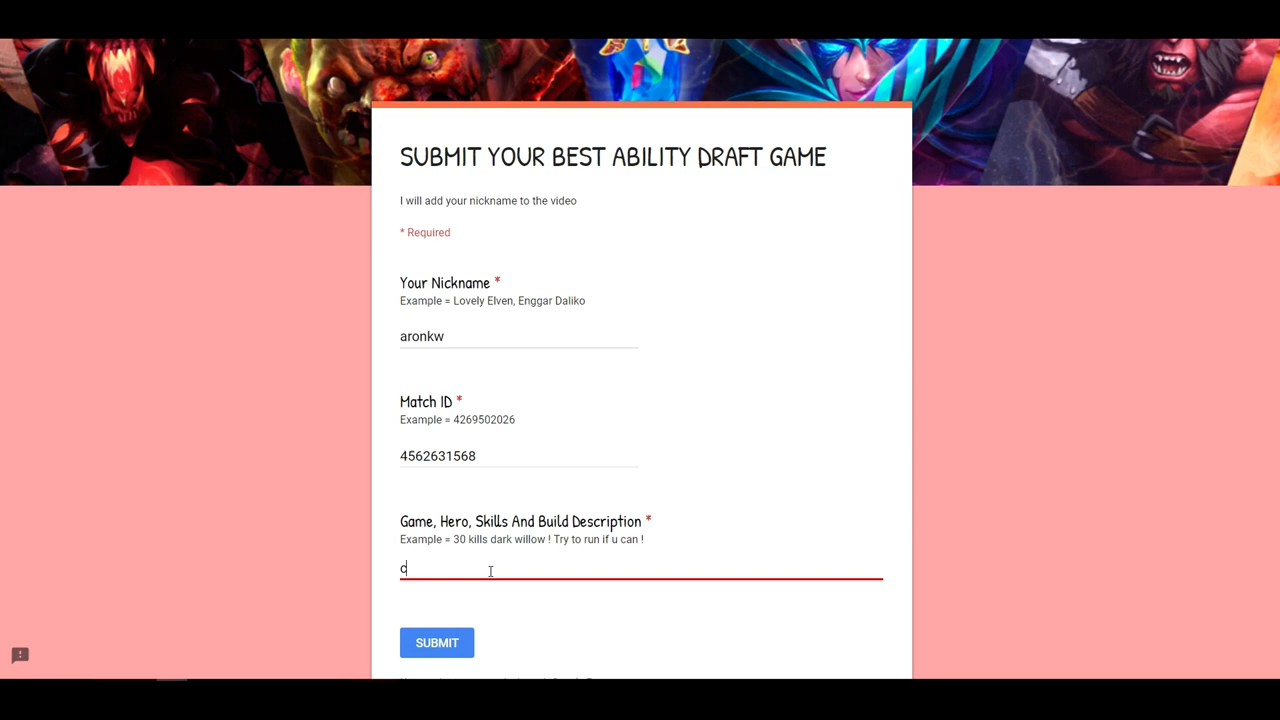 SUBMIT YOUR BEST ABILITY DRAFT GAME
I will add your nickname to the video
* Required
Your Nickname *
Example = Lovely Elven, Enggar Daliko
aronkw
Match ID *
Example = 4269502026
4562631568
Game, Hero, Skills And Build Description *
Example = 30 kills dark willow ! Try to run if u can !
c
SUBMIT